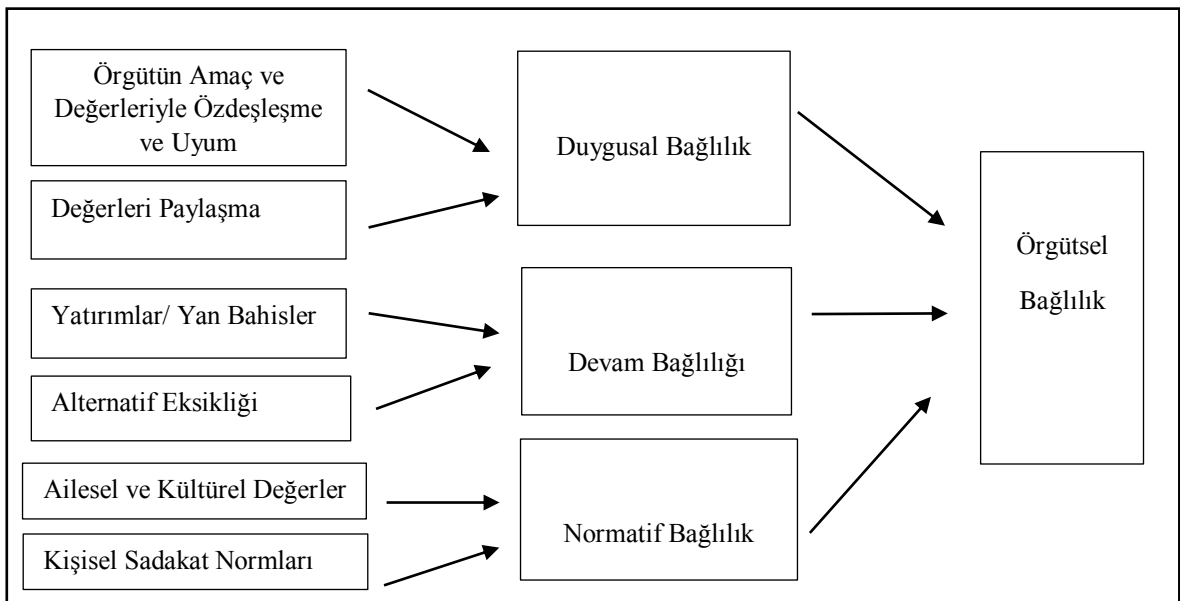 Örgütün Amaç ve
Değerleriyle Özdeşleşme
ve Uyum
Değerleri Paylaşma
Yatırımlar/ Yan Bahisler
Alternatif Eksikliği
Ailesel ve Kültürel Değerler
Kişisel Sadakat Normları
Duygusal Bağlılık
Devam Bağlılığı
Normatif Bağlılık
Örgütsel
Bağlılık